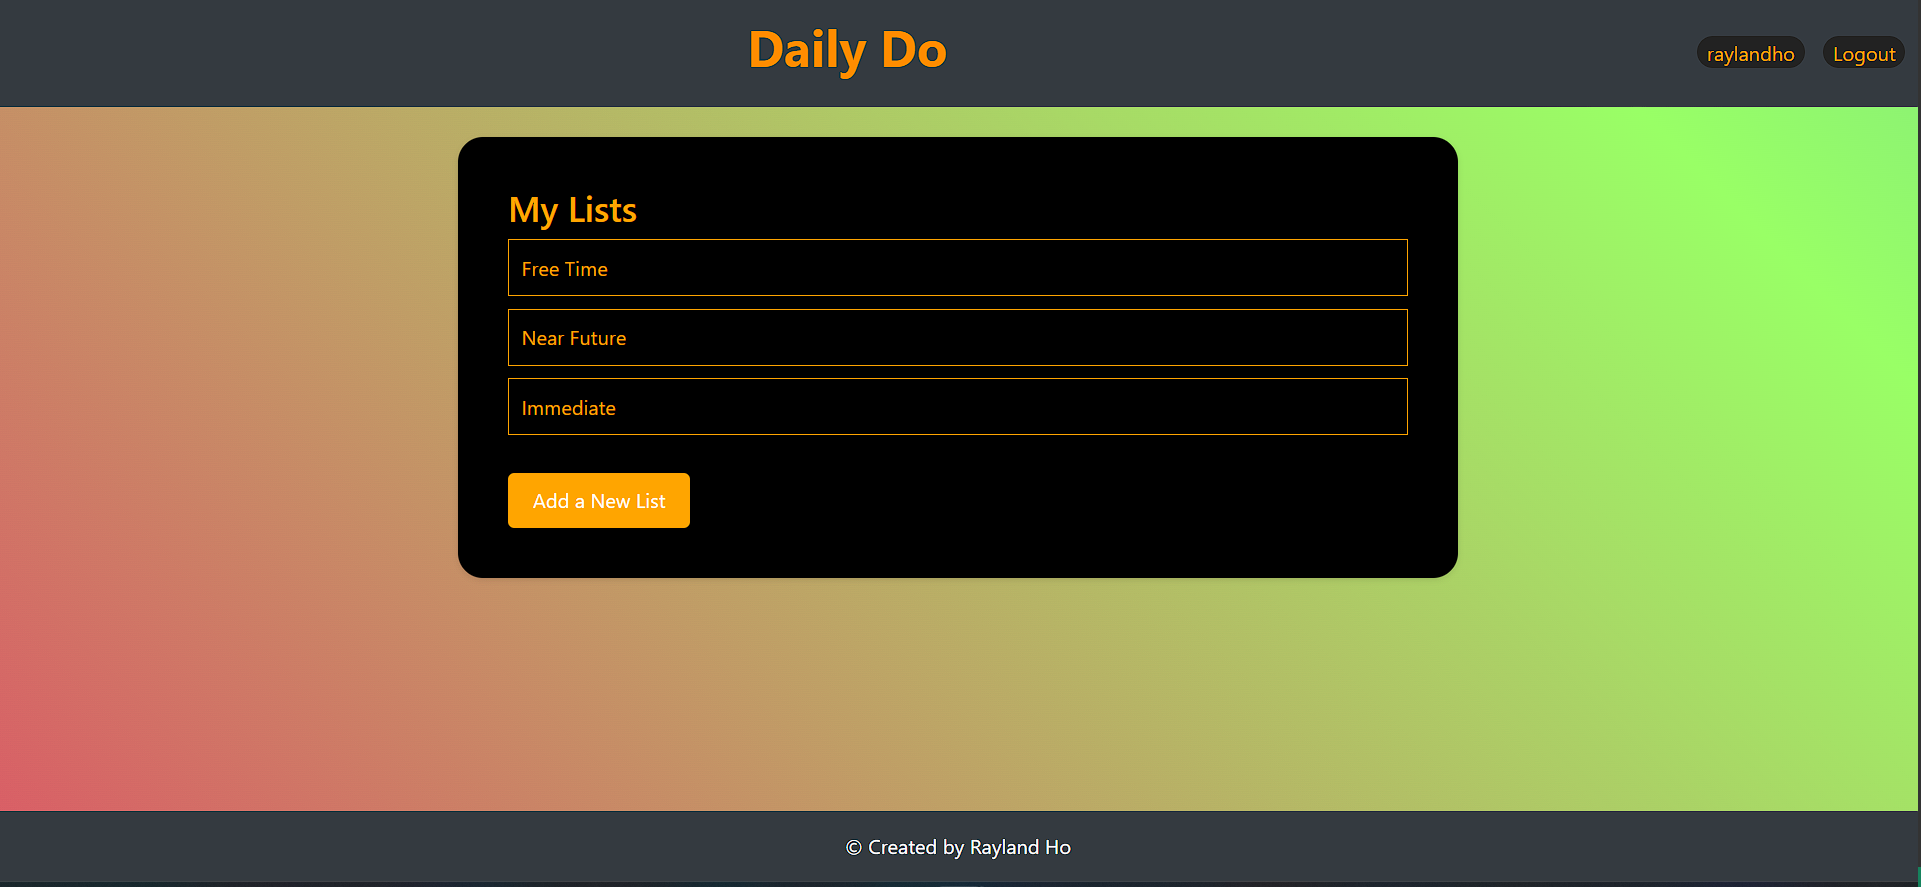 Daily Do
raylandho
Logout
My Lists
Free Time
Near Future
Immediate
Add a New List
© Created by Rayland Ho